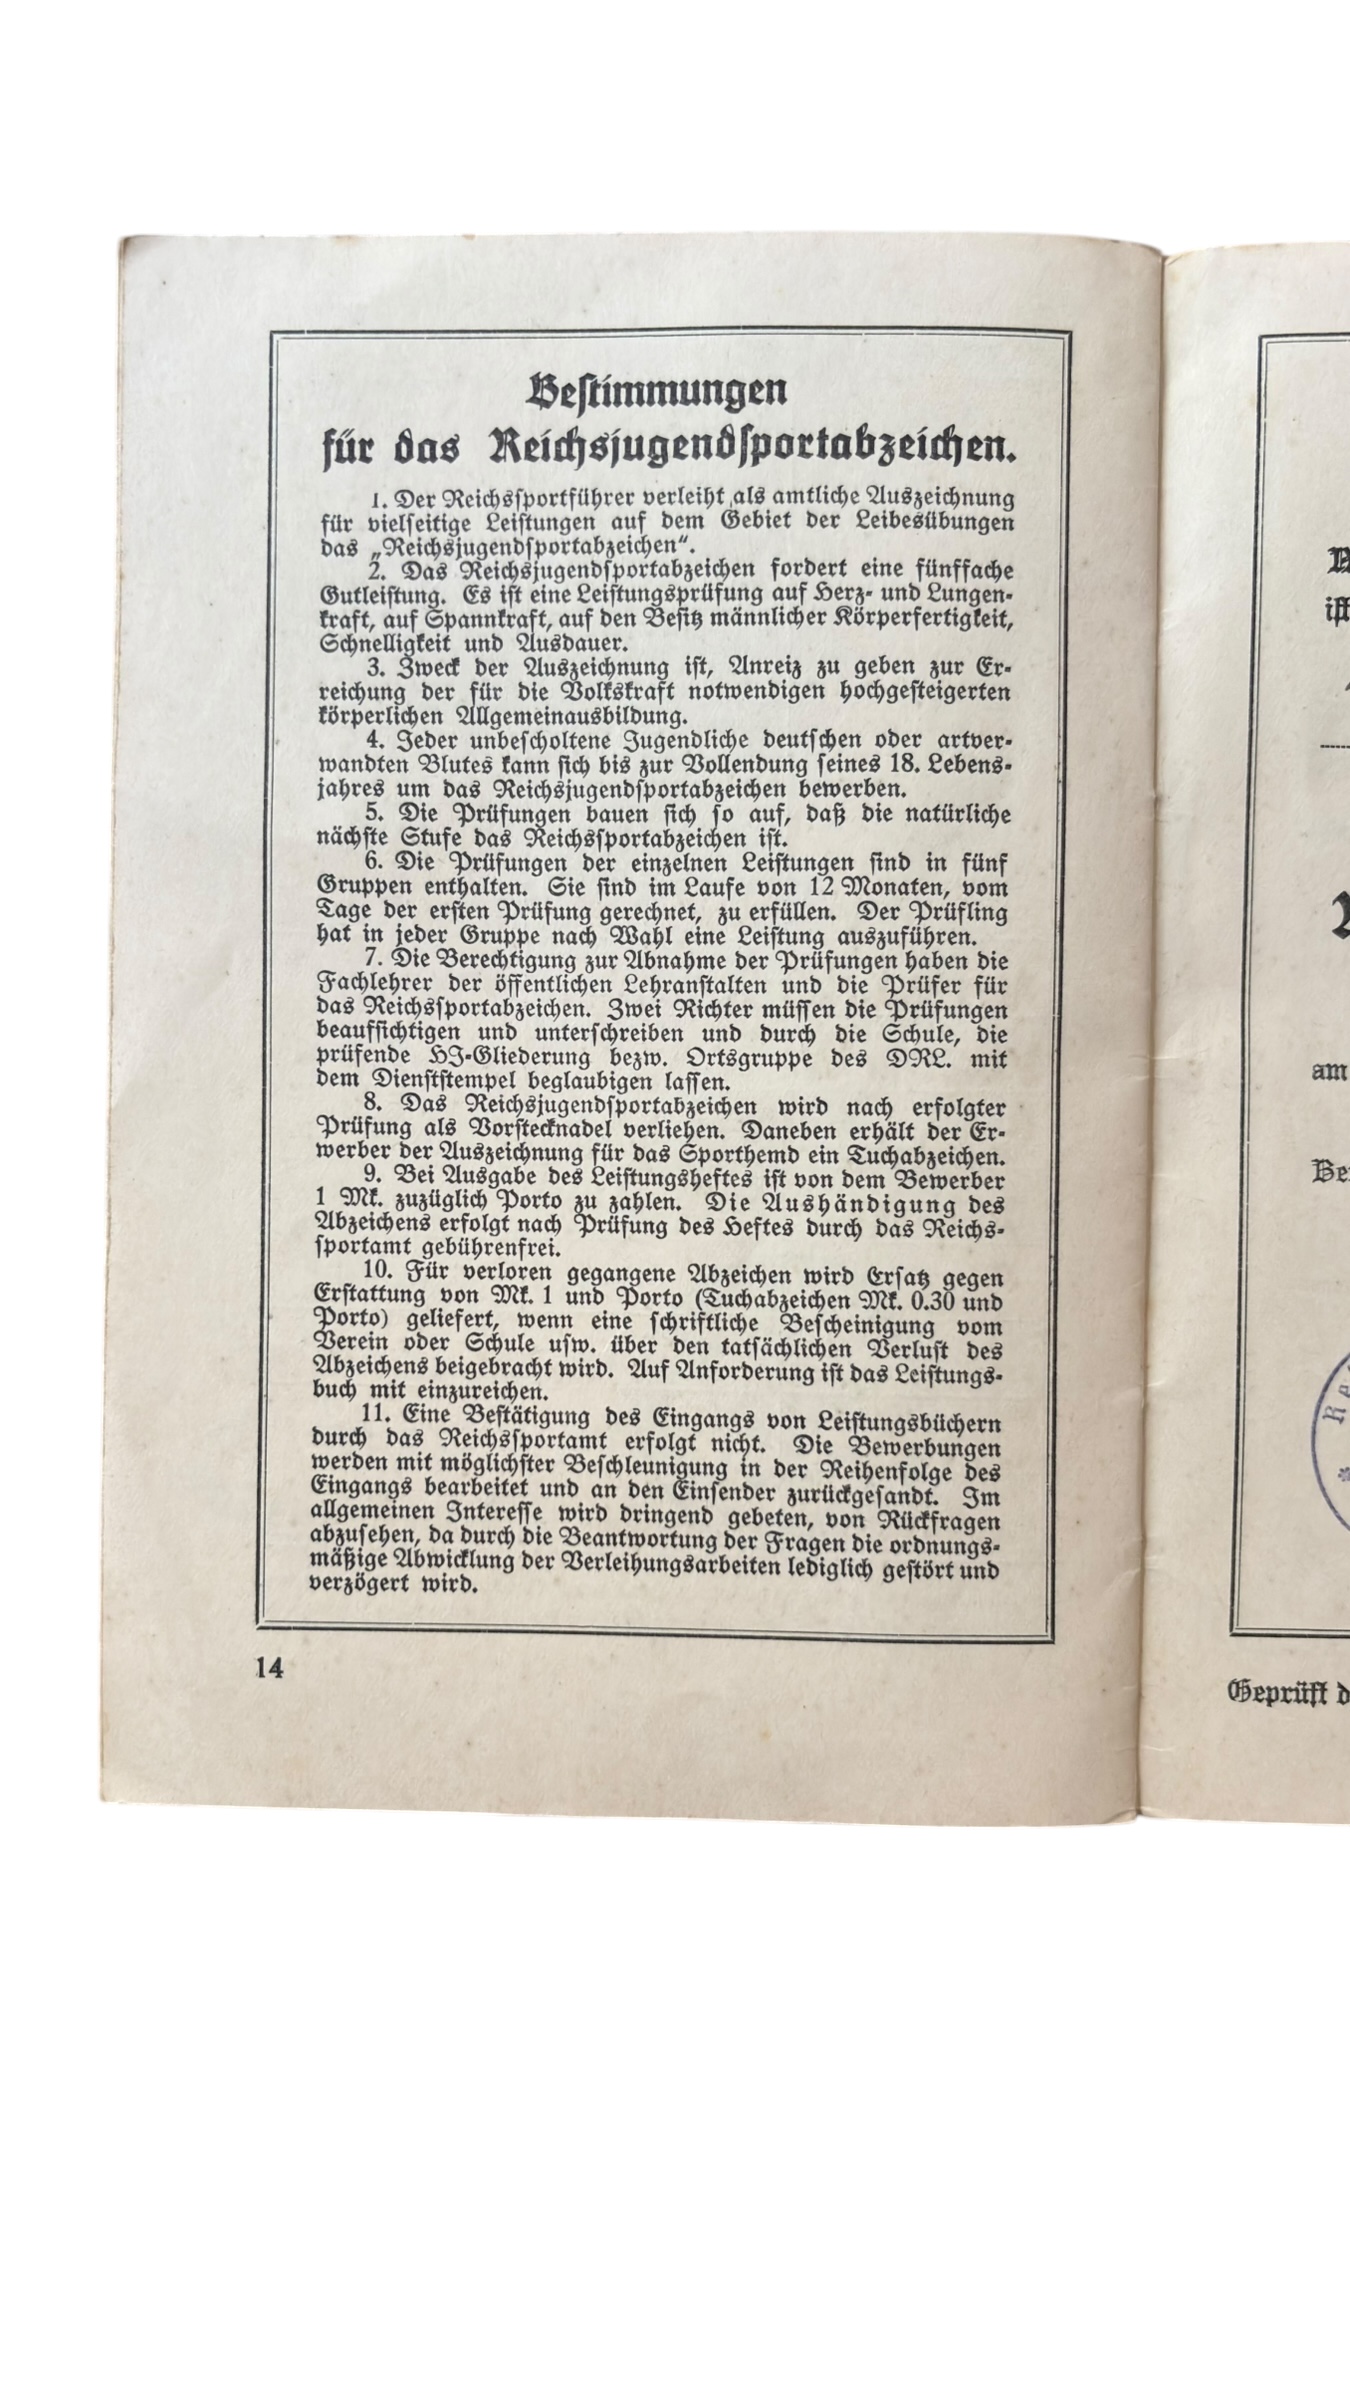 Bestimmungen
für das Reichsjugendsportabzeichen.
1. Der Reichssportführer verleiht als amtliche Auszeichnung
für vielseitige Leistungen auf dem Gebiet der Leibesübungen
das „Reichsjugendsportabzeichen“.
2. Das Reichsjugendsportabzeichen fordert eine fünffache
Gutleistung. Es ist eine Leistungsprüfung auf Herz- und Lungen-
kraft, auf Spannkraft, auf den Besitz männlicher Körperfertigkeit,
Schnelligkeit und Ausdauer.
3. Zweck der Auszeichnung ist, Anreiz zu geben zur Er-
reichung der für die Volkskraft notwendigen hochgesteigerten
körperlichen Allgemeinausbildung.
4. Jeder unbescholtene Jugendliche deutschen oder artver-
wandten Blutes kann sich bis zur Vollendung seines 18. Lebens-
jahres um das Reichsjugendsportabzeichen bewerben.
5. Die Prüfungen bauen sich so auf, daß die natürliche
nächste Stufe das Reichssportabzeichen ist.
6. Die Prüfungen der einzelnen Leistungen sind in fünf
Gruppen enthalten. Sie sind im Laufe von 12 Monaten, vom
Tage der ersten Prüfung gerechnet, zu erfüllen. Der Prüfling
hat in jeder Gruppe nach Wahl eine Leistung auszuführen.
7. Die Berechtigung zur Abnahme der Prüfungen haben die
Fachlehrer der öffentlichen Lehranstalten und die Prüfer für
das Reichssportabzeichen. Zwei Richter müssen die Prüfungen
beaufsichtigen und unterschreiben und durch die Schule, die
prüfende HJ-Gliederung bezw. Ortsgruppe des DRL. mit
dem Dienststempel beglaubigen lassen.
8. Das Reichsjugendsportabzeichen wird nach erfolgter
Prüfung als Vorstecknadel verliehen. Daneben erhält der Er-
werber der Auszeichnung für das Sporthemd ein Tuchabzeichen.
9. Bei Ausgabe des Leistungsheftes ist von dem Bewerber
1 Mk. zuzüglich Porto zu zahlen. Die Aushändigung des
Abzeichens erfolgt nach Prüfung des Heftes durch das Reichs-
sportamt gebührenfrei.
10. Für verloren gegangene Abzeichen wird Ersatz gegen
Erstattung von Mk. 1 und Porto (Tuchabzeichen Mk. 0.30 und
Porto) geliefert, wenn eine schriftliche Bescheinigung vom
Verein oder Schule usw. über den tatsächlichen Verlust des
Abzeichens beigebracht wird. Auf Anforderung ist das Leistungs-
buch mit einzureichen.
11. Eine Bestätigung des Eingangs von Leistungsbüchern
durch das Reichssportamt erfolgt nicht. Die Bewerbungen
werden mit möglichster Beschleunigung in der Reihenfolge des
Eingangs bearbeitet und an den Einsender zurückgesandt. Im
allgemeinen Interesse wird dringend gebeten, von Rückfragen
abzusehen, da durch die Beantwortung der Fragen die ordnungs-
mäßige Abwicklung der Verleihungsarbeiten lediglich gestört und
verzögert wird.
14
am
Geprüft